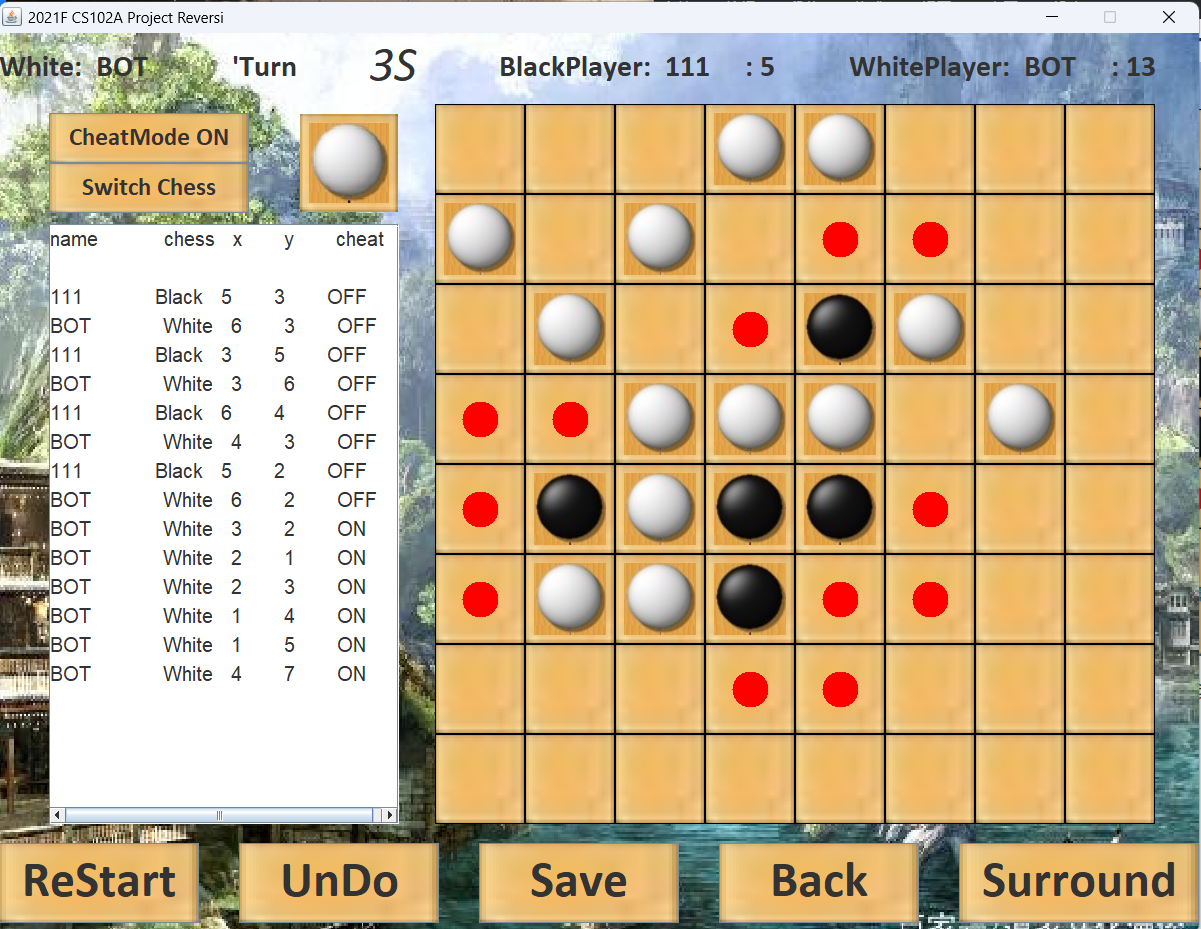 2021F CS102A Project Reversi
White: BOT 'Turn 3S BlackPlayer: 111 : 5 WhitePlayer: BOT : 13
CheatMode ON
Switch Chess
name chess x y cheat
111 Black 5 3 OFF
BOT White 6 3 OFF
111 Black 3 5 OFF
BOT White 3 6 OFF
111 Black 6 4 OFF
BOT White 4 3 OFF
111 Black 5 2 OFF
BOT White 6 2 OFF
BOT White 3 2 ON
BOT White 2 1 ON
BOT White 2 3 ON
BOT White 1 4 ON
BOT White 1 5 ON
BOT White 4 7 ON
ReStart UnDo Save Back Surround